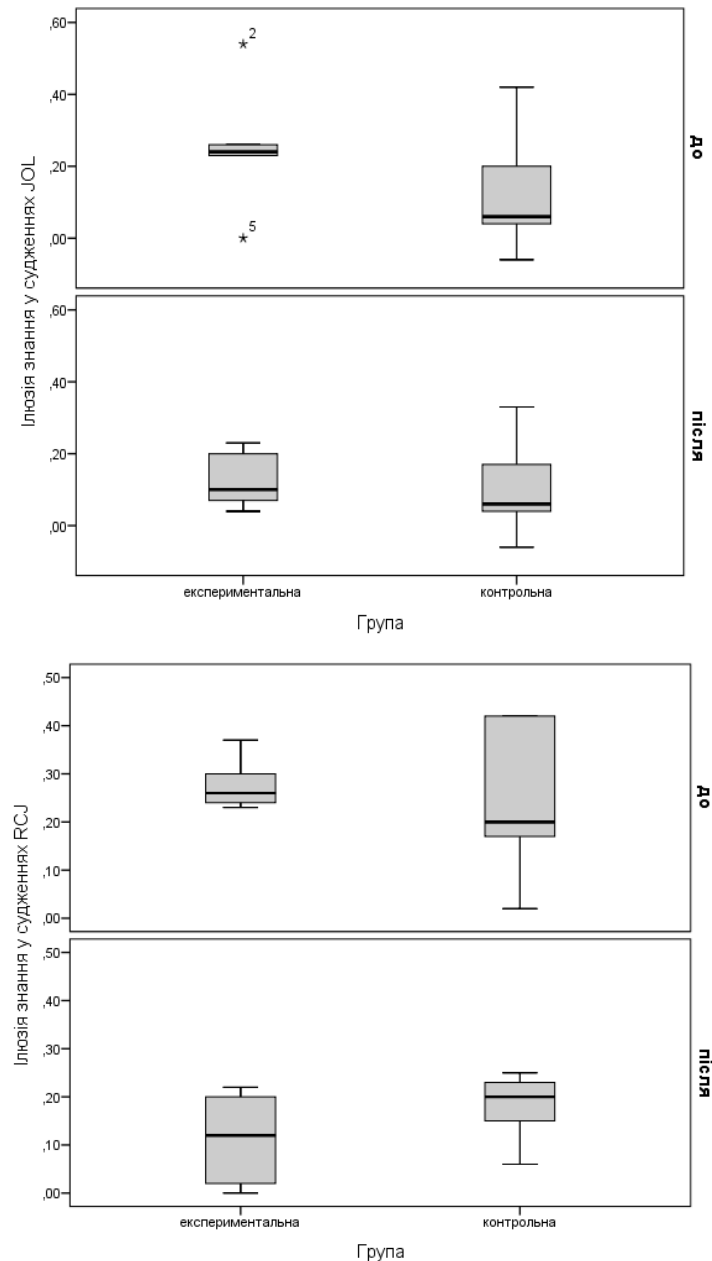 Ілюзія знання у судженнях JOL
,60
,40
,20
,00
2
5
до
,60
,40
,20
,00
після
експериментальна
контрольна
Група
Ілюзія знання у судженнях RCJ
,50
,40
,30
,20
,10
,00
до
,50
,40
,30
,20
,10
,00
після
експериментальна
контрольна
Група